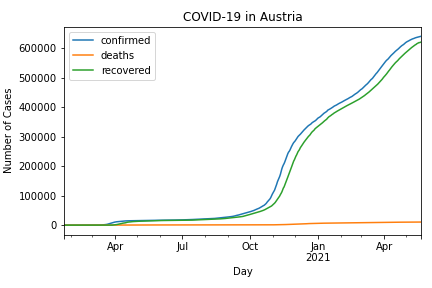 COVID-19 in Austria
confirmed
deaths
recovered
Number of Cases
600000
500000
400000
300000
200000
100000
0
Apr
Jul
Oct
Jan
2021
Apr
Day